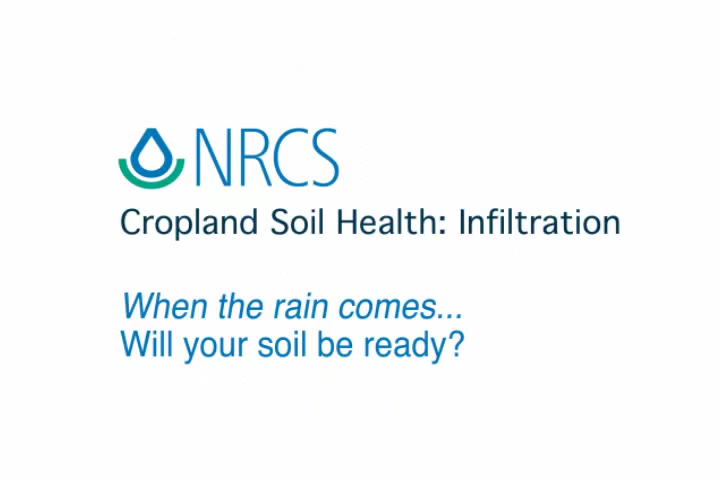 NRCS
Cropland Soil Health: Infiltration
When the rain comes...
Will your soil be ready?